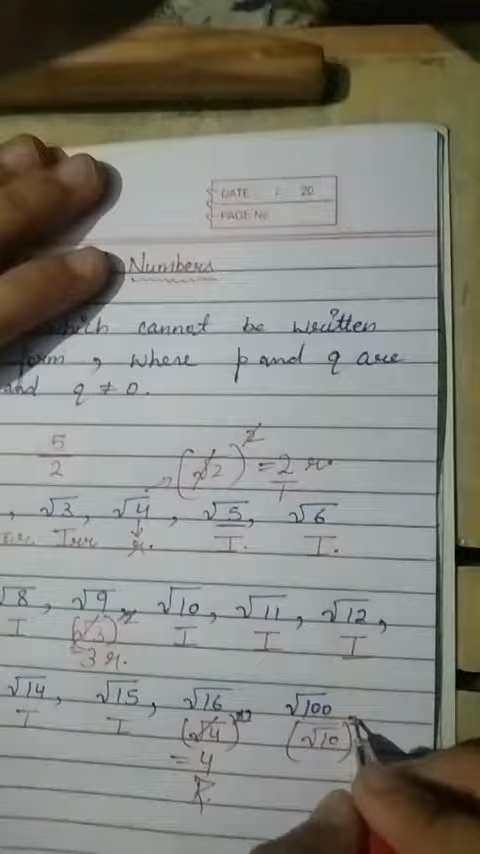 DATE / 20
PAGE No
Numbers
which cannot be written
form, where p and q are
and q ≠ 0.
5/2 (√2)² = 2/1 r.
, √3, √4, √5, √6
Irr r. I. I.
√8, √9, √10, √11, √12,
I (√3)² I I I
=3 r.
√14, √15, √16, √100
I I (√4)² (√10)
= 4
R.